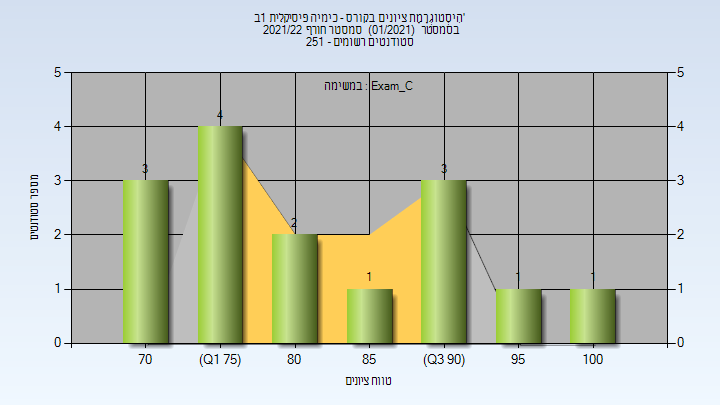 הִיסְטוֹגְרָמַת ציונים בקורס - כימיה פיסיקלית 1ב'
בסמסטר (01/2021) סמסטר חורף 2021/22
סטודנטים רשומים - 251
במשימה : Exam_C
5 5
4 4
3 3
2 2
1 1
0 0
3 4 2 1 3 1 1
מספר סטודנטים
70 (Q1 75) 80 85 (Q3 90) 95 100
טווח ציונים